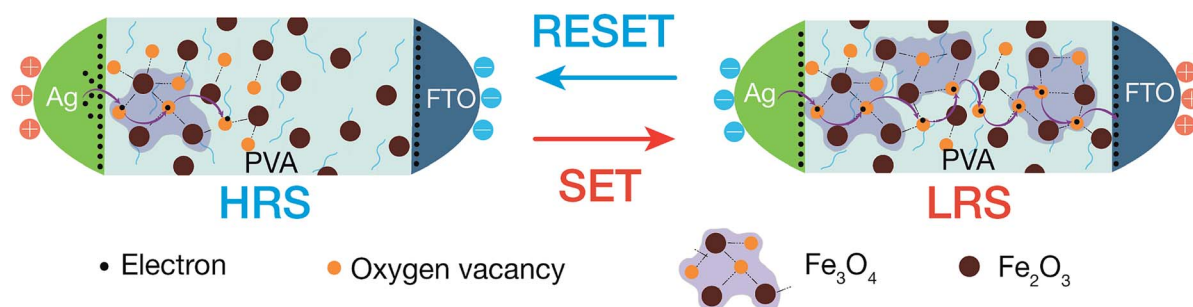 RESET
Ag
FTO
PVA
HRS
SET
Ag
FTO
PVA
LRS
Electron
Oxygen vacancy
Fe₃O₄
Fe₂O₃